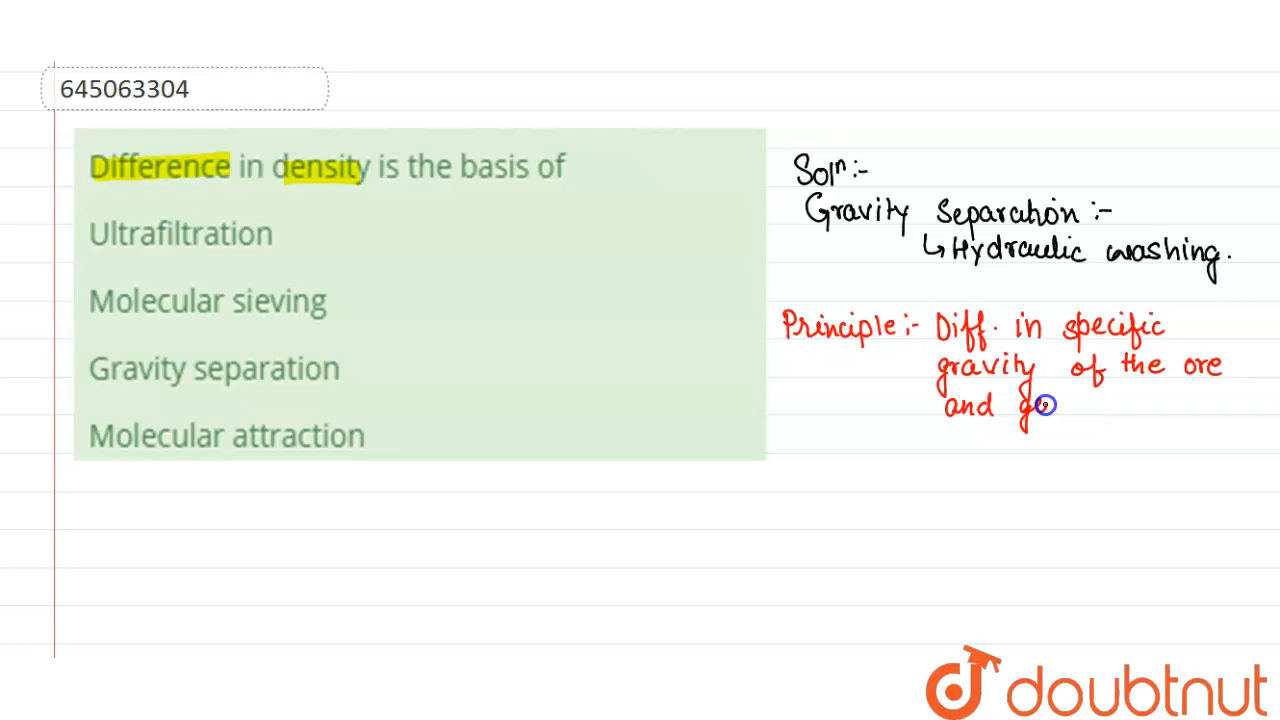 645063304
Difference in density is the basis of
Ultrafiltration
Molecular sieving
Gravity separation
Molecular attraction
Soln:-
Gravity Separation:-
↳ Hydraulic washing.
Principle:- Diff. in specific
gravity of the ore
and
doubtnut